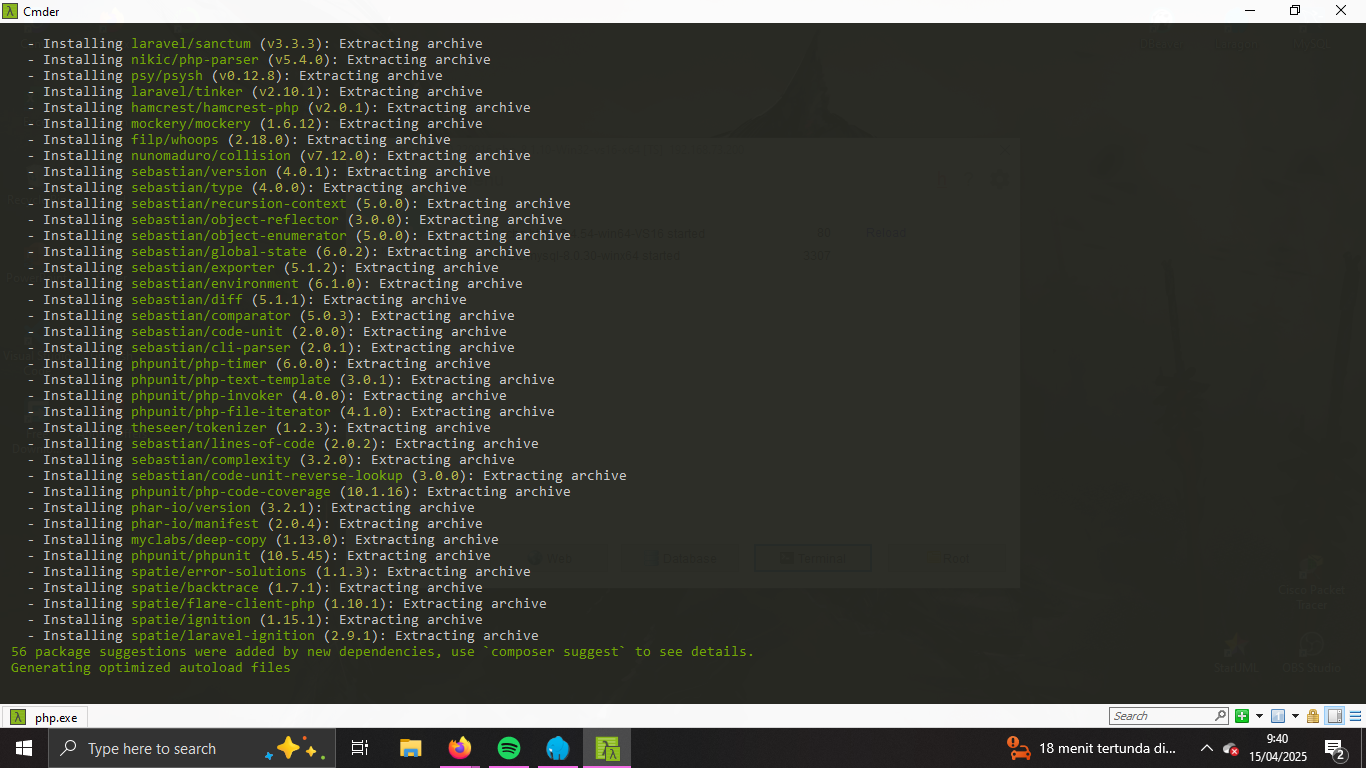 Cmder
- Installing laravel/sanctum (v3.3.3): Extracting archive
- Installing nikic/php-parser (v5.4.0): Extracting archive
- Installing psy/psysh (v0.12.8): Extracting archive
- Installing laravel/tinker (v2.10.1): Extracting archive
- Installing hamcrest/hamcrest-php (v2.0.1): Extracting archive
- Installing mockery/mockery (1.6.12): Extracting archive
- Installing filp/whoops (2.18.0): Extracting archive
- Installing nunomaduro/collision (v7.12.0): Extracting archive
- Installing sebastian/version (4.0.1): Extracting archive
- Installing sebastian/type (4.0.0): Extracting archive
- Installing sebastian/recursion-context (5.0.0): Extracting archive
- Installing sebastian/object-reflector (3.0.0): Extracting archive
- Installing sebastian/object-enumerator (5.0.0): Extracting archive
- Installing sebastian/global-state (6.0.2): Extracting archive
- Installing sebastian/exporter (5.1.2): Extracting archive
- Installing sebastian/environment (6.1.0): Extracting archive
- Installing sebastian/diff (5.1.1): Extracting archive
- Installing sebastian/comparator (5.0.3): Extracting archive
- Installing sebastian/code-unit (2.0.0): Extracting archive
- Installing sebastian/cli-parser (2.0.1): Extracting archive
- Installing phpunit/php-timer (6.0.0): Extracting archive
- Installing phpunit/php-text-template (3.0.1): Extracting archive
- Installing phpunit/php-invoker (4.0.0): Extracting archive
- Installing phpunit/php-file-iterator (4.1.0): Extracting archive
- Installing theseer/tokenizer (1.2.3): Extracting archive
- Installing sebastian/lines-of-code (2.0.2): Extracting archive
- Installing sebastian/complexity (3.2.0): Extracting archive
- Installing sebastian/code-unit-reverse-lookup (3.0.0): Extracting archive
- Installing phpunit/php-code-coverage (10.1.16): Extracting archive
- Installing phar-io/version (3.2.1): Extracting archive
- Installing phar-io/manifest (2.0.4): Extracting archive
- Installing myclabs/deep-copy (1.13.0): Extracting archive
- Installing phpunit/phpunit (10.5.45): Extracting archive
- Installing spatie/error-solutions (1.1.3): Extracting archive
- Installing spatie/backtrace (1.7.1): Extracting archive
- Installing spatie/flare-client-php (1.10.1): Extracting archive
- Installing spatie/ignition (1.15.1): Extracting archive
- Installing spatie/laravel-ignition (2.9.1): Extracting archive
56 package suggestions were added by new dependencies, use `composer suggest` to see details.
Generating optimized autoload files
Cisco Packet
Tracer
StarUML OBS Studio
php.exe
Search
Type here to search
18 menit tertunda di...
9:40
15/04/2025
2